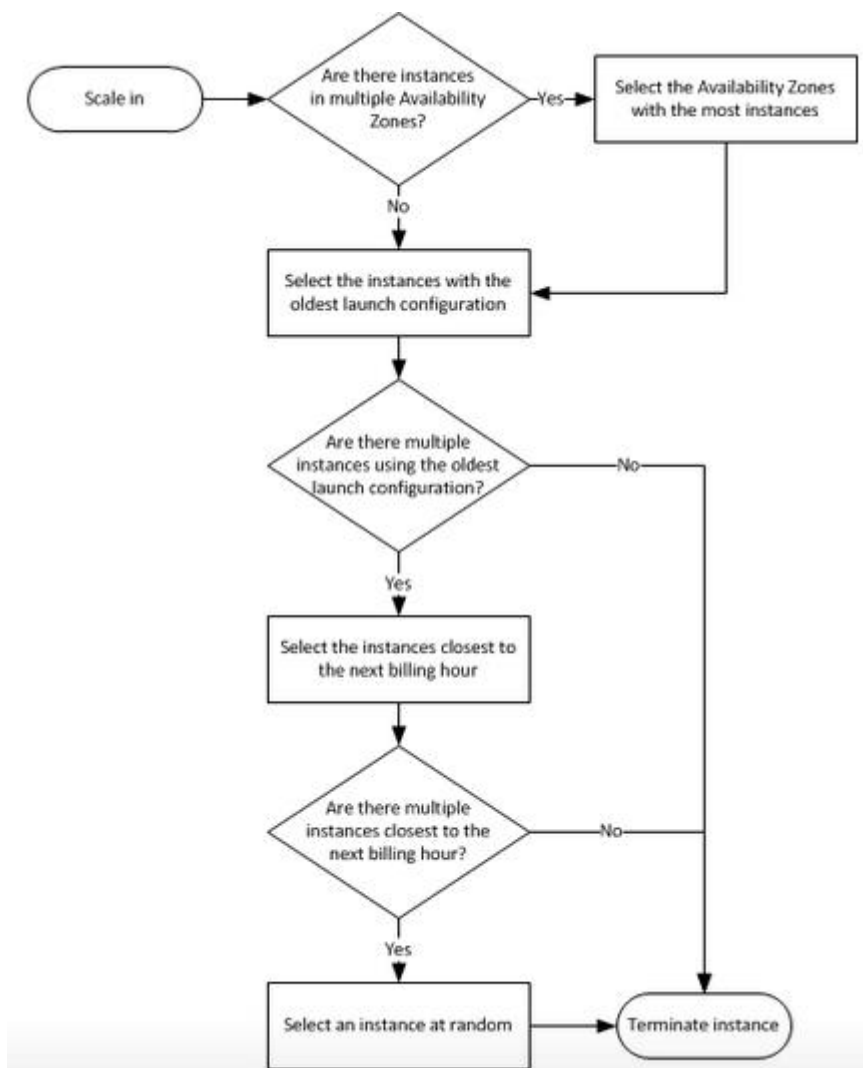 Scale in
Are there instances
in multiple Availability
Zones?
Yes
Select the Availability Zones
with the most instances
No
Select the instances with the
oldest launch configuration
Are there multiple
instances using the oldest
launch configuration?
No
Yes
Select the instances closest to
the next billing hour
Are there multiple
instances closest to the
next billing hour?
No
Yes
Select an instance at random
Terminate instance